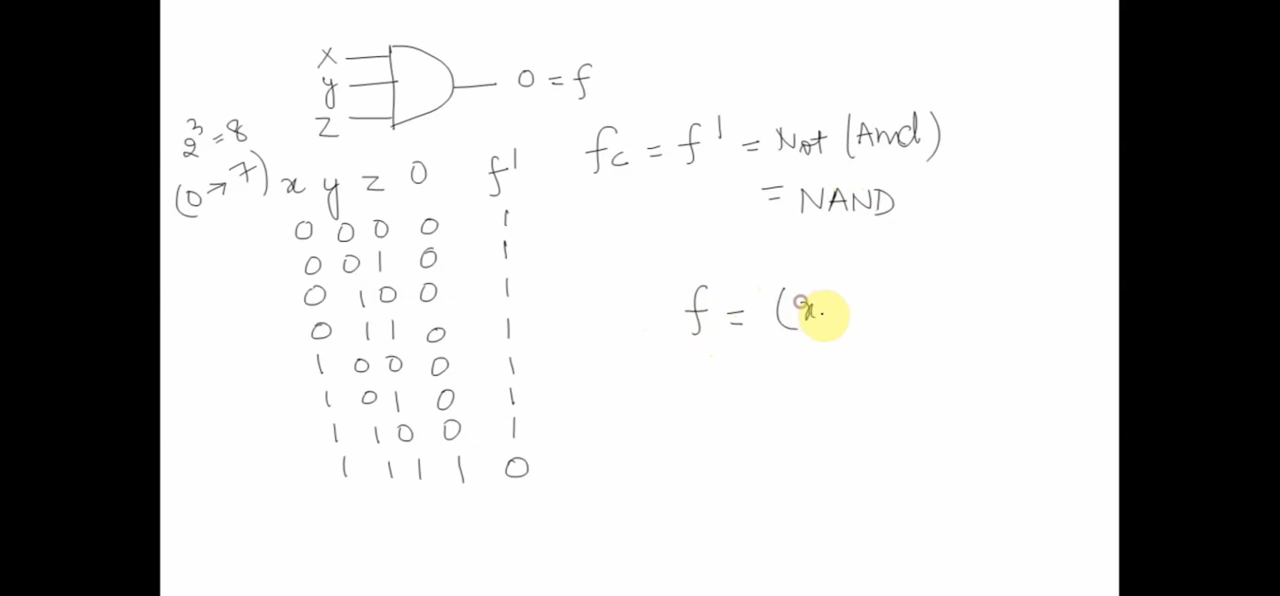 x
y 0 = f
z
2³ = 8
f_c = f' = Not (And)
= NAND
(0→7) x y z 0 f'
0 0 0 0 1
0 0 1 0 1
0 1 0 0 1
0 1 1 0 1
1 0 0 0 1
1 0 1 0 1
1 1 0 0 1
1 1 1 1 0
f = (x.